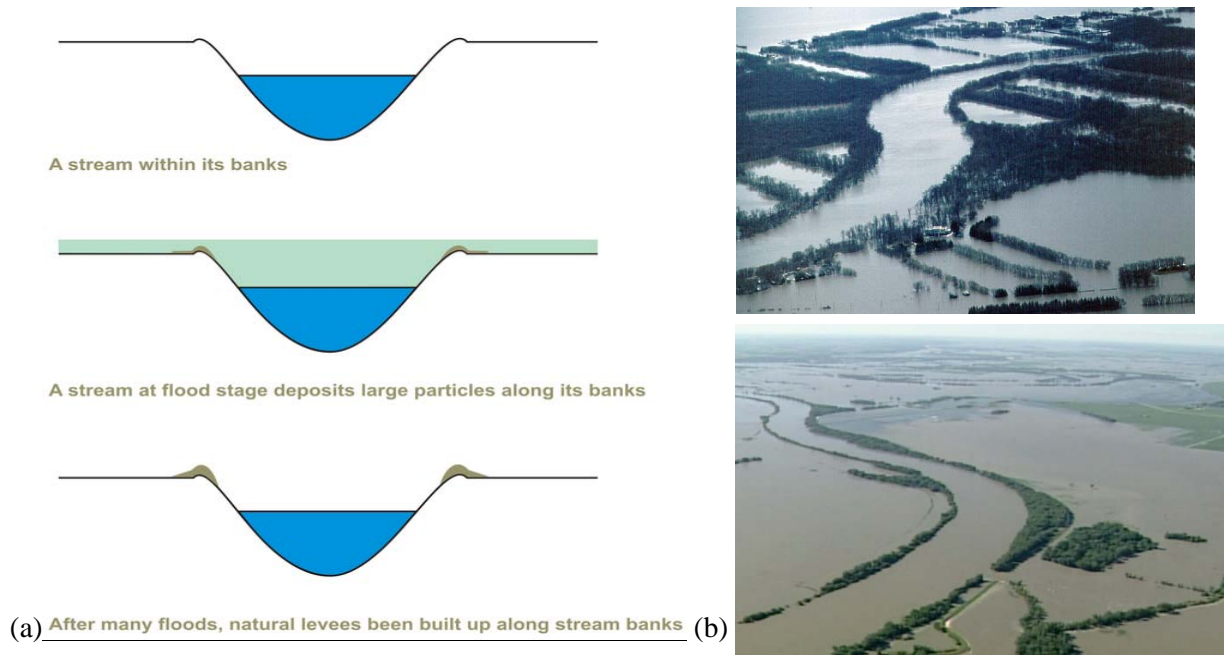 A stream within its banks
A stream at flood stage deposits large particles along its banks
(a) After many floods, natural levees been built up along stream banks (b)